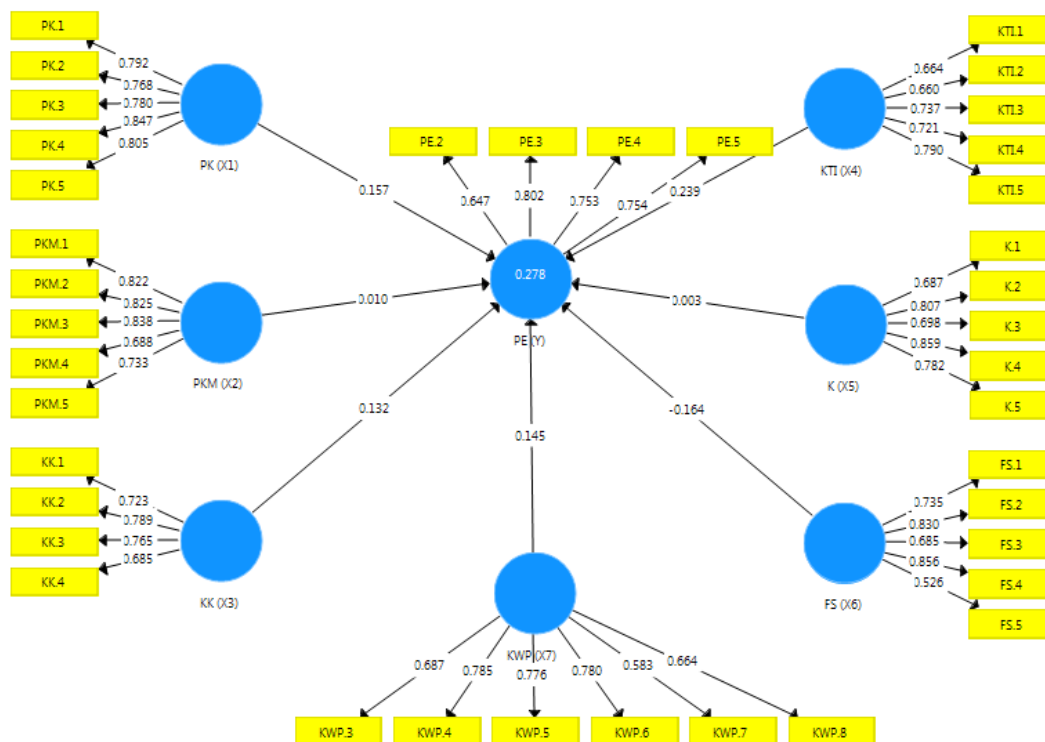 PK.1
PK.2
PK.3
PK.4
PK.5
0.792
0.768
0.780
0.847
0.805
PK (X1)
0.157
PE.2
PE.3
PE.4
PE.5
0.647
0.802
0.753
0.754
0.239
KTI.1
KTI.2
KTI.3
KTI.4
KTI.5
0.664
0.660
0.737
0.721
0.790
KTI (X4)
PKM.1
PKM.2
PKM.3
PKM.4
PKM.5
0.822
0.825
0.838
0.688
0.733
PKM (X2)
0.010
0.278
PE (Y)
0.003
K.1
K.2
K.3
K.4
K.5
0.687
0.807
0.698
0.859
0.782
K (X5)
KK.1
KK.2
KK.3
KK.4
0.723
0.789
0.765
0.685
KK (X3)
0.132
0.145
-0.164
FS.1
FS.2
FS.3
FS.4
FS.5
0.735
0.830
0.685
0.856
0.526
FS (X6)
KWP (X7)
0.687
0.785
0.776
0.780
0.583
0.664
KWP.3
KWP.4
KWP.5
KWP.6
KWP.7
KWP.8